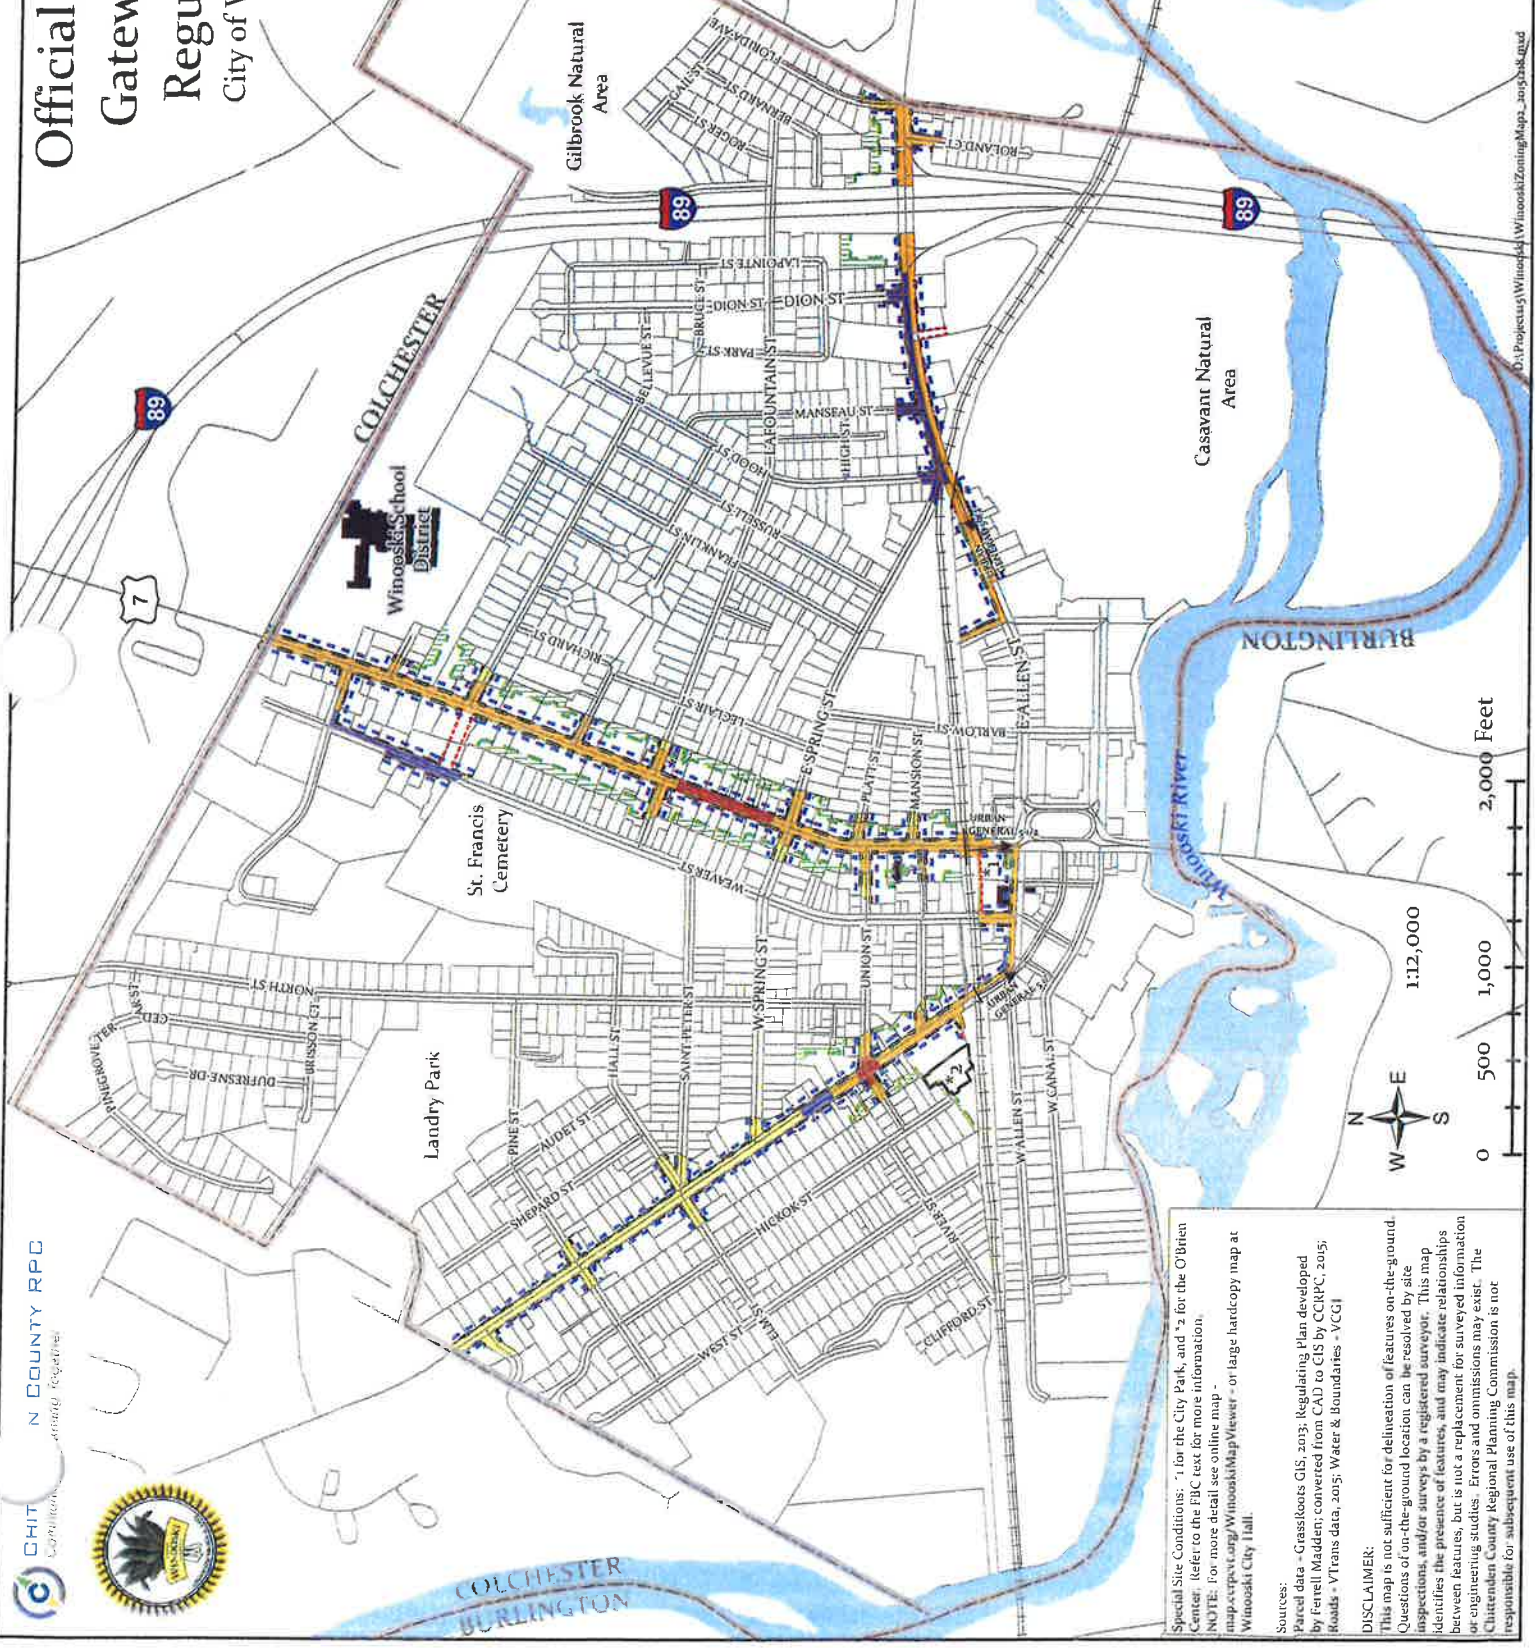 Official
Gatew
Regu
City of W
CHIT N COUNTY RPC
WINOOSKI
COLCHESTER
89
89
89
7
Gilbrook Natural
Area
Winooski School
District
St. Francis
Cemetery
Landry Park
Casavant Natural
Area
COLCHESTER
BURLINGTON
BURLINGTON
Winooski River
FLORIDA AVE
GAIL ST
BERNARD ST
ROGER ST
ROLAND CT
LAPOINTE ST
DION ST
DION ST
BRUCE ST
PARK ST
BELLEVUE ST
LAFOUNTAIN ST
MANSEAU ST
HIGH ST
HOOD ST
RUSSELL ST
FRANKLIN ST
RICHARD ST
LECLAIR ST
E SPRING ST
PLATT ST
MANSION ST
BARLOW ST
E ALLEN ST
URBAN
GENERAL
WEAVER ST
W SPRING ST
UNION ST
NORTH ST
HALL ST
SAINT PETER ST
PINE ST
AUDET ST
SHEPARD ST
HICKOK ST
RIVER ST
ELM ST
WEST ST
CLIFFORD ST
W ALLEN ST
W CANAL ST
URBAN
GENERAL
PINEGROVE TER
CED AR ST
DUFRESNE DR
BRISSON CT
*1
*2
1:12,000
N
W E
S
0 500 1,000 2,000 Feet
Special Site Conditions: *1 for the City Park, and *2 for the O'Brien
Center. Refer to the FBC text for more information.
NOTE: For more detail see online map -
map.ccrpcvt.org/WinooskiMapViewer - or large hardcopy map at
Winooski City Hall.
Sources:
Parcel data - GrassRoots GIS, 2013; Regulating Plan developed
by Ferrell Madden; converted from CAD to GIS by CCRPC, 2015;
Roads - VTrans data, 2015; Water & Boundaries - VCGI
DISCLAIMER:
This map is not sufficient for delineation of features on-the-ground.
Questions of on-the-ground location can be resolved by site
inspections, and/or surveys by a registered surveyor. This map
identifies the presence of features, and may indicate relationships
between features, but is not a replacement for surveyed information
or engineering studies. Errors and ommissions may exist. The
Chittenden County Regional Planning Commission is not
responsible for subsequent use of this map.